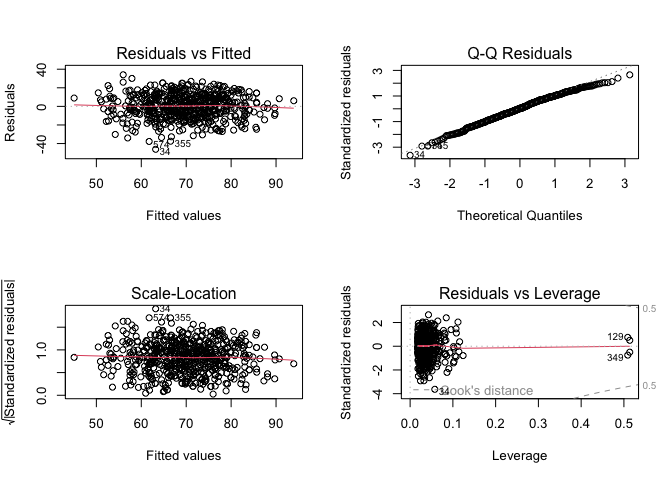 Residuals vs Fitted
Residuals
40
0
-40
574
355
34
50 60 70 80 90
Fitted values
Q-Q Residuals
Standardized residuals
3
1
-1
-3
34
-3 -2 -1 0 1 2 3
Theoretical Quantiles
Scale-Location
√|Standardized residuals|
1.0
0.0
34
574
355
50 60 70 80 90
Fitted values
Residuals vs Leverage
Standardized residuals
2
0
-2
-4
0.5
129
349
0.5
34
Cook's distance
0.0 0.1 0.2 0.3 0.4 0.5
Leverage